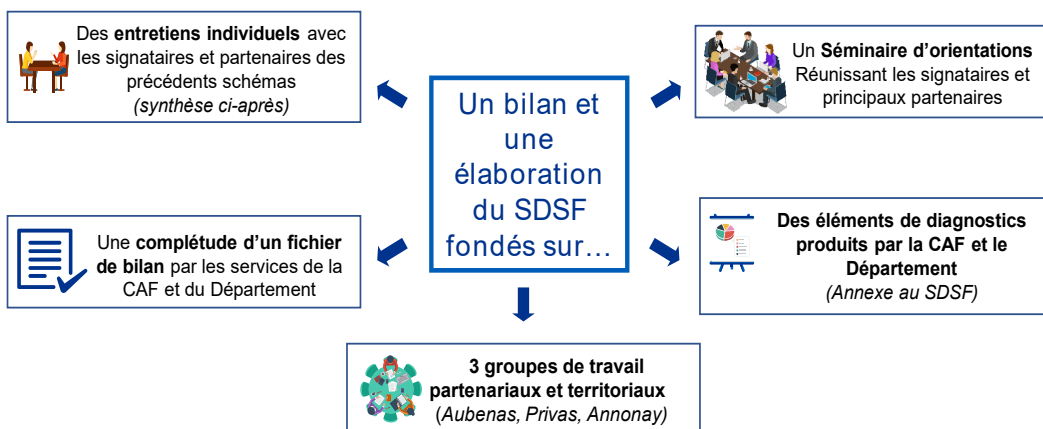 Des entretiens individuels avec
les signataires et partenaires des
précédents schémas
(synthèse ci-après)
Un Séminaire d’orientations
Réunissant les signataires et
principaux partenaires
Un bilan et
une
élaboration
du SDSF
fondés sur…
Une complétude d’un fichier
de bilan par les services de la
CAF et du Département
Des éléments de diagnostics
produits par la CAF et le
Département
(Annexe au SDSF)
3 groupes de travail
partenariaux et territoriaux
(Aubenas, Privas, Annonay)